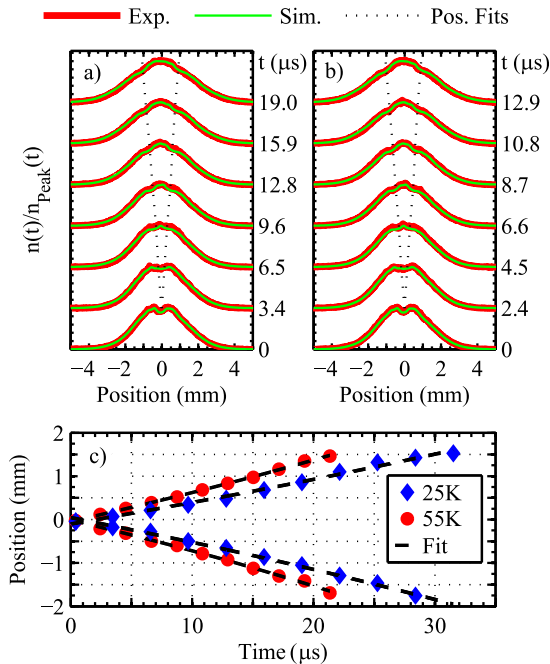 Exp. Sim. Pos. Fits
a) t (μs) b) t (μs)
19.0 12.9
15.9 10.8
12.8 8.7
9.6 6.6
6.5 4.5
3.4 2.4
0 0
n(t)/nPeak(t)
−4 −2 0 2 4 −4 −2 0 2 4
Position (mm) Position (mm)
c)
2
1
0
−1
−2
Position (mm)
25K
55K
Fit
0 10 20 30
Time (μs)